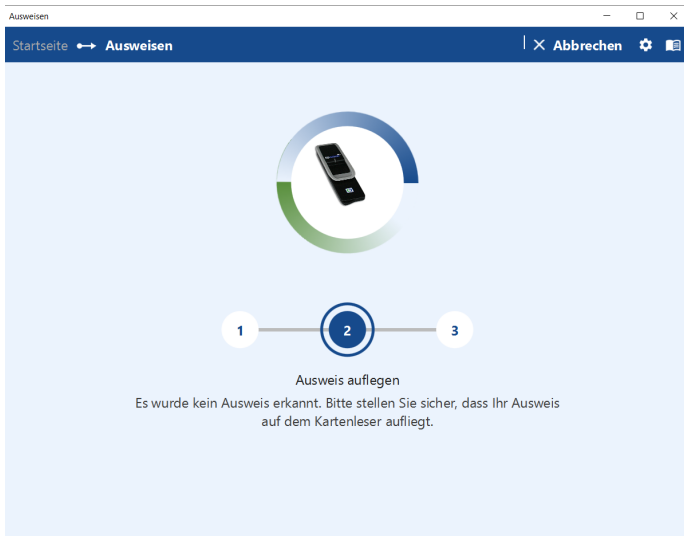 Ausweisen
Startseite Ausweisen Abbrechen
1 2 3
Ausweis auflegen
Es wurde kein Ausweis erkannt. Bitte stellen Sie sicher, dass Ihr Ausweis
auf dem Kartenleser aufliegt.